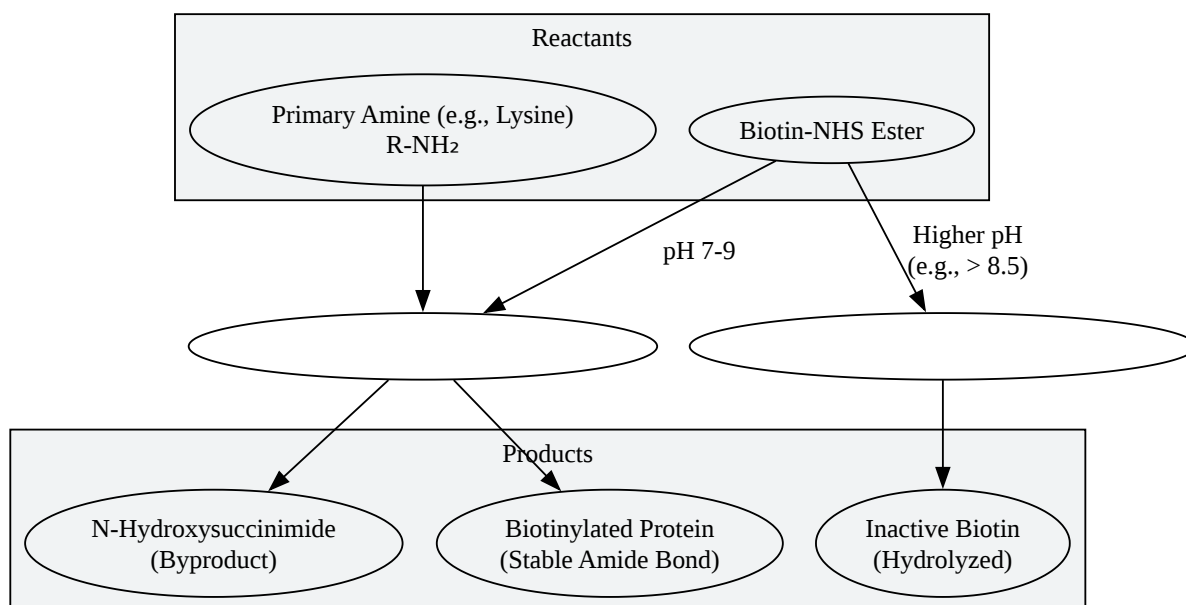 Reactants
Primary Amine (e.g., Lysine)
R-NH₂
Biotin-NHS Ester
pH 7-9
Higher pH
(e.g., > 8.5)
Products
N-Hydroxysuccinimide
(Byproduct)
Biotinylated Protein
(Stable Amide Bond)
Inactive Biotin
(Hydrolyzed)